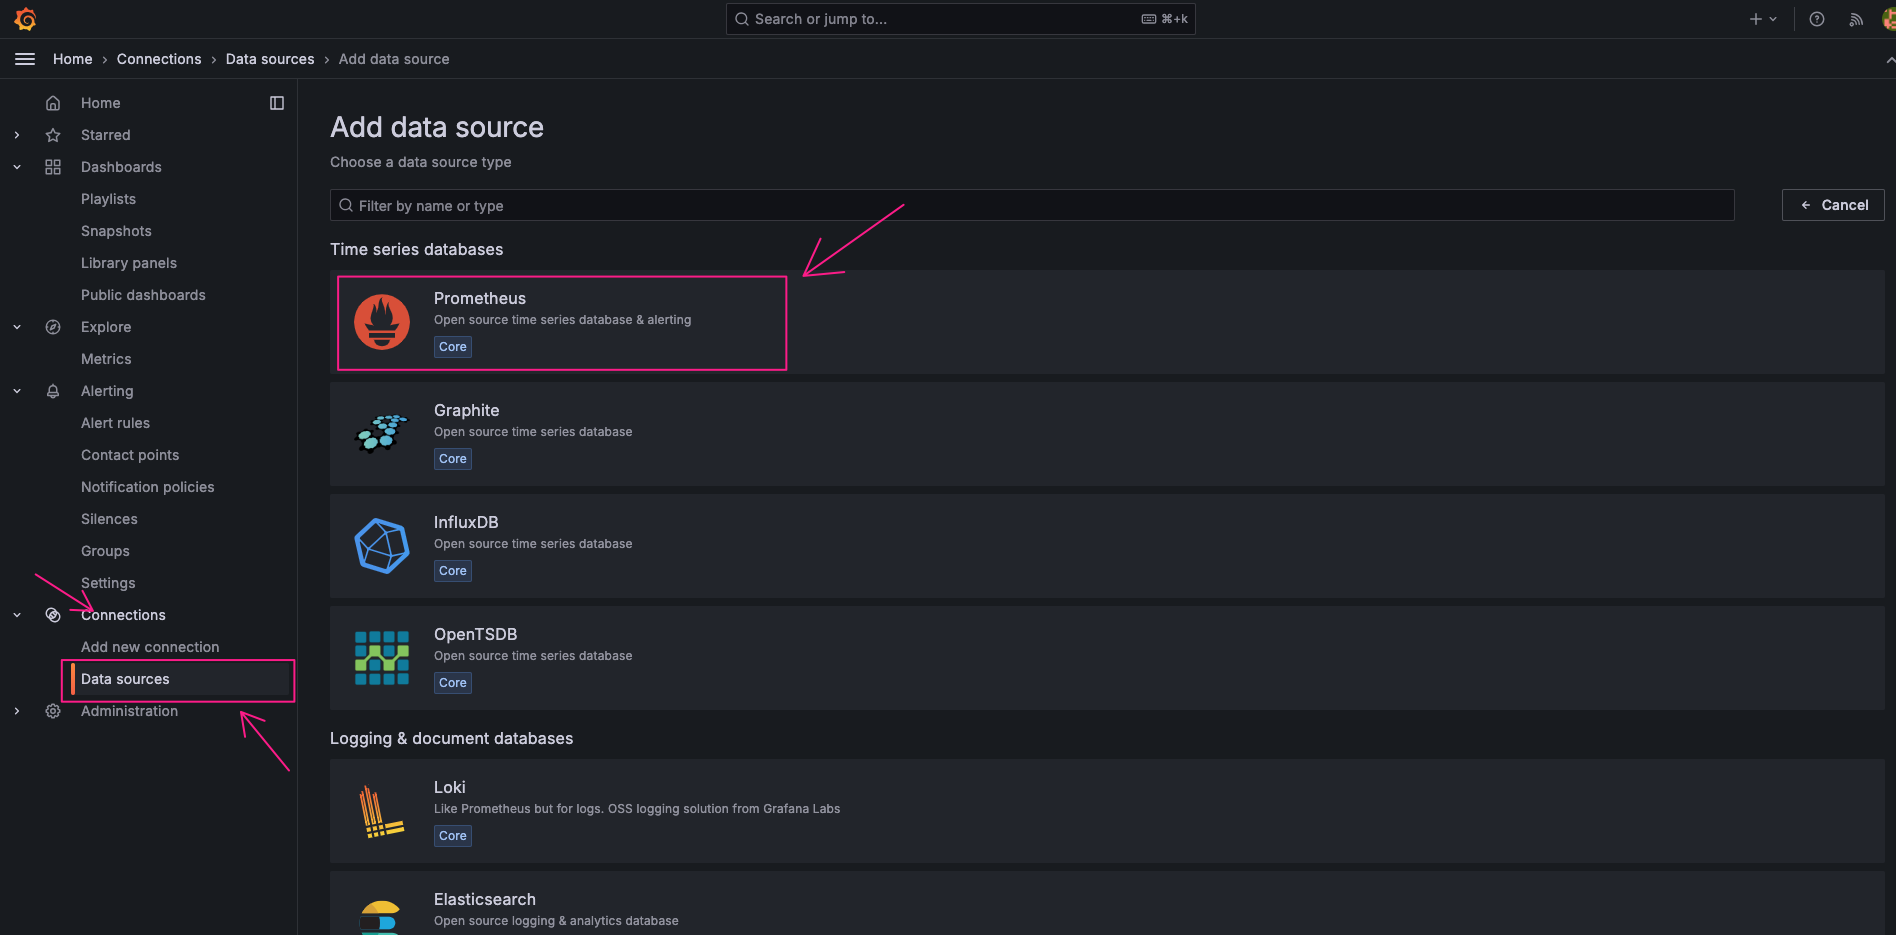 Search or jump to...
⌘+k
Home › Connections › Data sources › Add data source
Home
Starred
Dashboards
Playlists
Snapshots
Library panels
Public dashboards
Explore
Metrics
Alerting
Alert rules
Contact points
Notification policies
Silences
Groups
Settings
Connections
Add new connection
Data sources
Administration
Add data source
Choose a data source type
Filter by name or type
Cancel
Time series databases
Prometheus
Open source time series database & alerting
Core
Graphite
Open source time series database
Core
InfluxDB
Open source time series database
Core
OpenTSDB
Open source time series database
Core
Logging & document databases
Loki
Like Prometheus but for logs. OSS logging solution from Grafana Labs
Core
Elasticsearch
Open source logging & analytics database